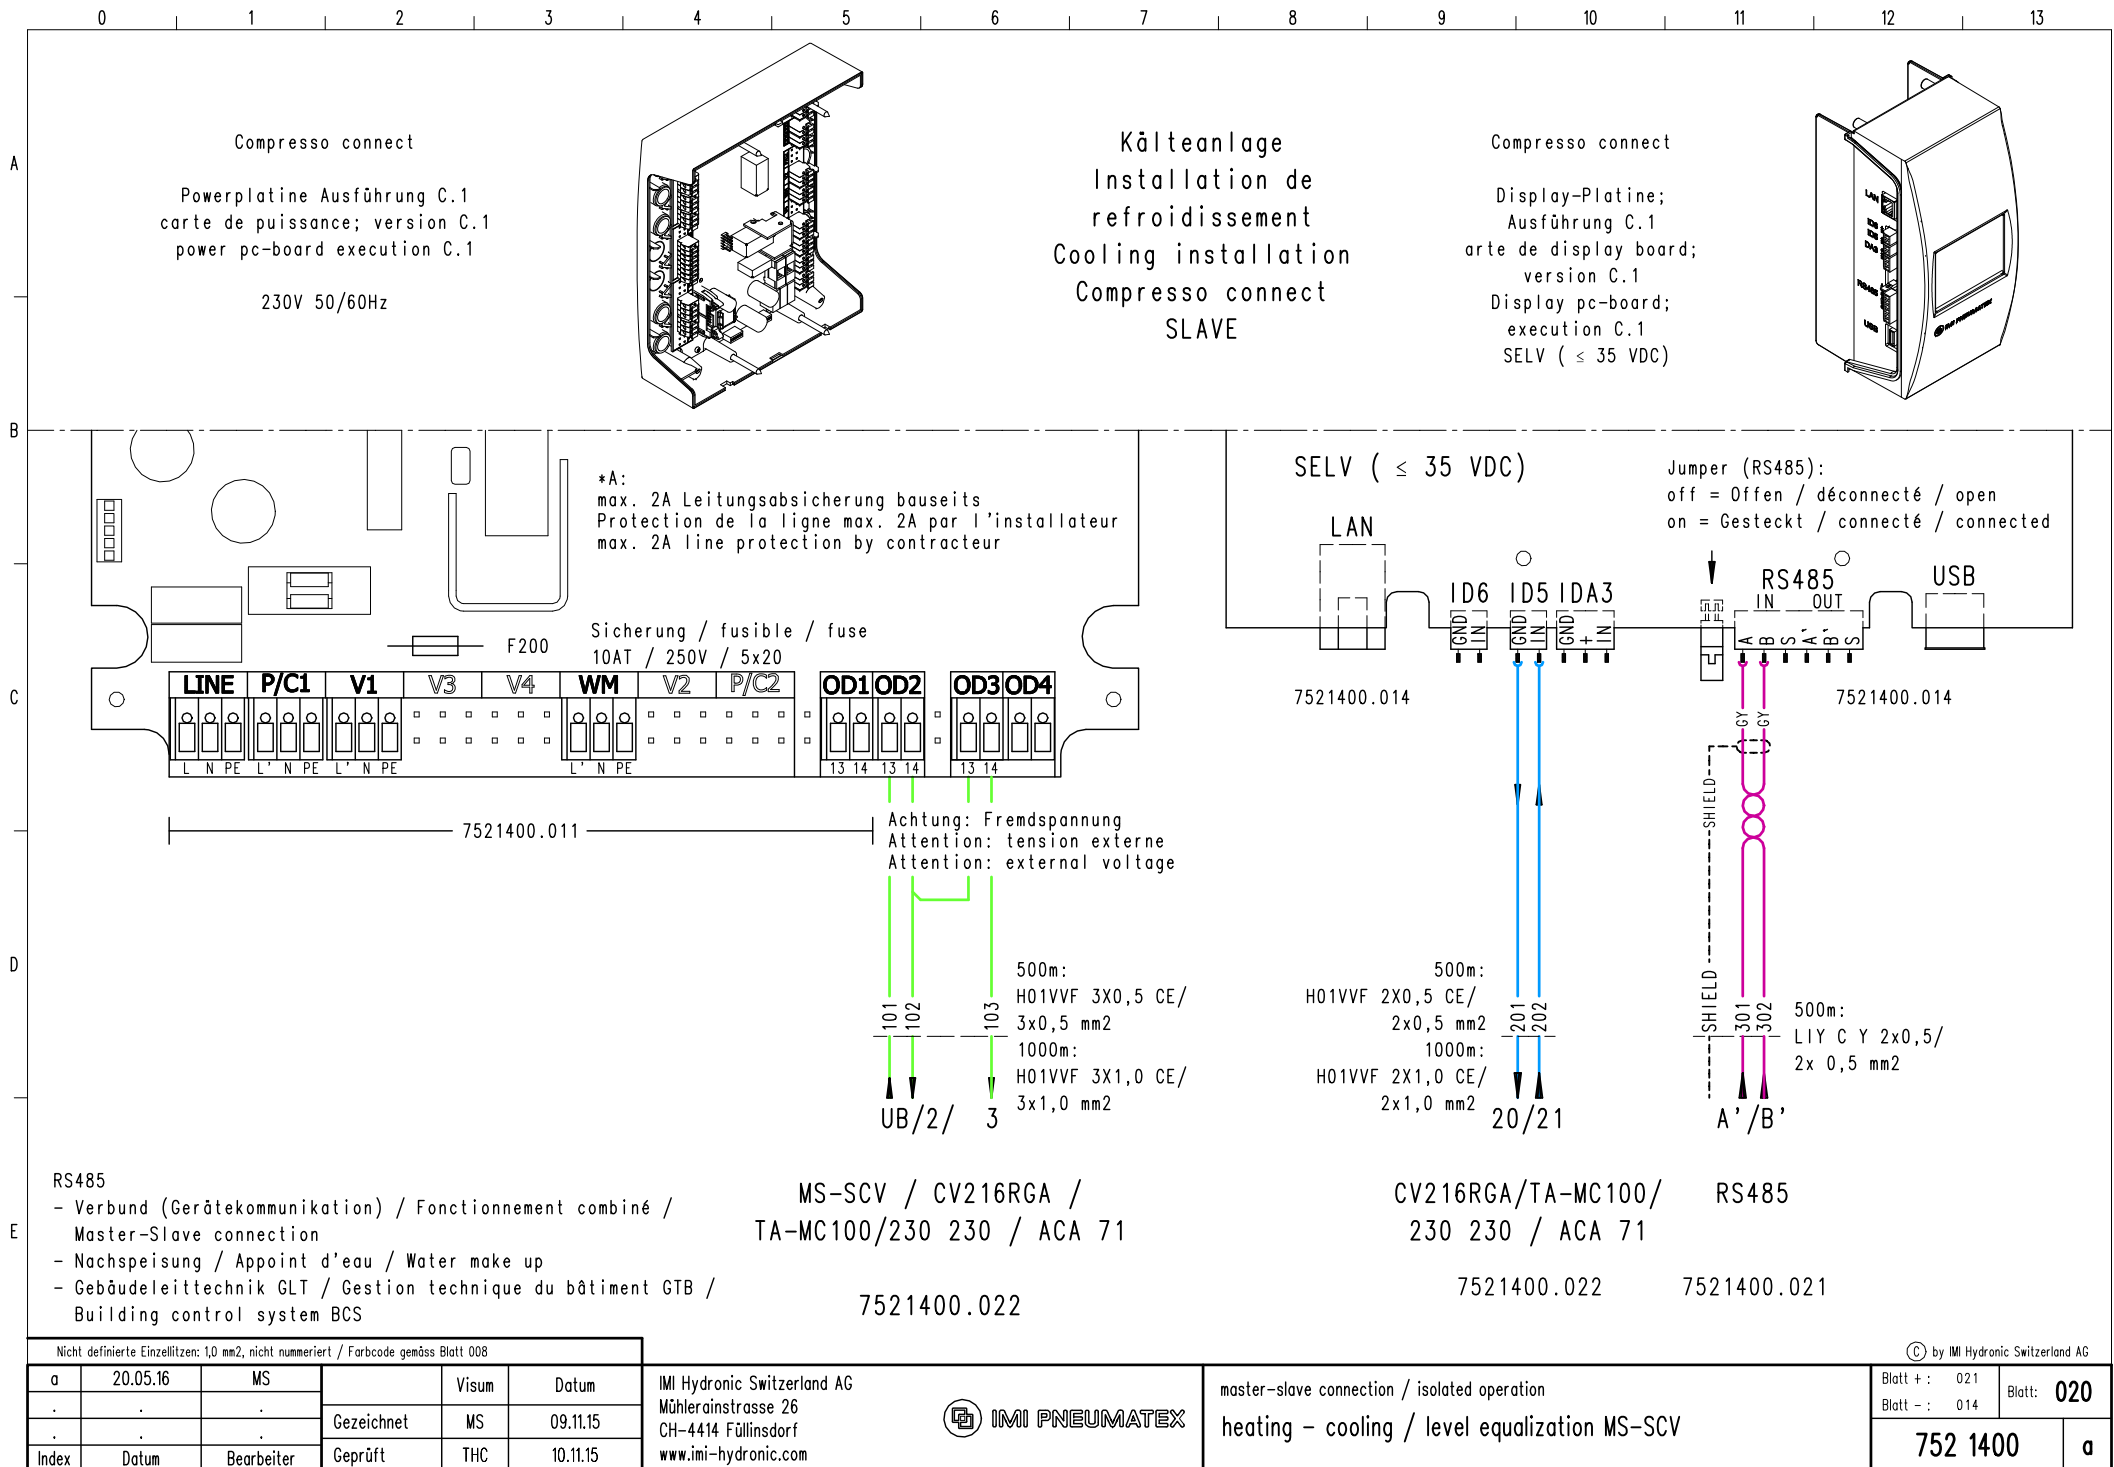 0 1 2 3 4 5 6 7 8 9 10 11 12 13
A
B
C
D
E
Compresso connect
Powerplatine Ausführung C.1
carte de puissance; version C.1
power pc-board execution C.1
230V 50/60Hz
Kälteanlage
Installation de
refroidissement
Cooling installation
Compresso connect
SLAVE
Compresso connect
Display-Platine;
Ausführung C.1
arte de display board;
version C.1
Display pc-board;
execution C.1
SELV ( ≤ 35 VDC)
LAN
RS485
USB
IMI PNEUMATEX
*A:
max. 2A Leitungsabsicherung bauseits
Protection de la ligne max. 2A par l'installateur
max. 2A line protection by contracteur
F200
Sicherung / fusible / fuse
10AT / 250V / 5x20
LINE P/C1 V1 V3 V4 WM V2 P/C2 OD1 OD2 OD3 OD4
L N PE L' N PE L' N PE L' N PE 13 14 13 14 13 14
7521400.011
Achtung: Fremdspannung
Attention: tension externe
Attention: external voltage
101 102 103
500m:
H01VVF 3X0,5 CE/
3x0,5 mm2
1000m:
H01VVF 3X1,0 CE/
3x1,0 mm2
UB/2/ 3
MS-SCV / CV216RGA /
TA-MC100/230 230 / ACA 71
7521400.022
SELV ( ≤ 35 VDC)
Jumper (RS485):
off = Offen / déconnecté / open
on = Gesteckt / connecté / connected
LAN
ID6 ID5 IDA3
RS485
IN OUT
USB
GND IN GND IN GND + IN
A B S A' B' S
7521400.014
7521400.014
GY GY
SHIELD
SHIELD
500m:
H01VVF 2X0,5 CE/
2x0,5 mm2
1000m:
H01VVF 2X1,0 CE/
2x1,0 mm2
201 202
301 302
500m:
LIY C Y 2x0,5/
2x 0,5 mm2
20/21
A'/B'
CV216RGA/TA-MC100/
230 230 / ACA 71
7521400.022
RS485
7521400.021
RS485
- Verbund (Gerätekommunikation) / Fonctionnement combiné /
Master-Slave connection
- Nachspeisung / Appoint d'eau / Water make up
- Gebäudeleittechnik GLT / Gestion technique du bâtiment GTB /
Building control system BCS
Nicht definierte Einzellitzen: 1,0 mm2, nicht nummeriert / Farbcode gemäss Blatt 008
© by IMI Hydronic Switzerland AG
a 20.05.16 MS
. . .
. . .
Index Datum Bearbeiter
Visum Datum
Gezeichnet MS 09.11.15
Geprüft THC 10.11.15
IMI Hydronic Switzerland AG
Mühlerainstrasse 26
CH-4414 Füllinsdorf
www.imi-hydronic.com
IMI PNEUMATEX
master-slave connection / isolated operation
heating - cooling / level equalization MS-SCV
Blatt + : 021
Blatt - : 014
Blatt: 020
752 1400
a